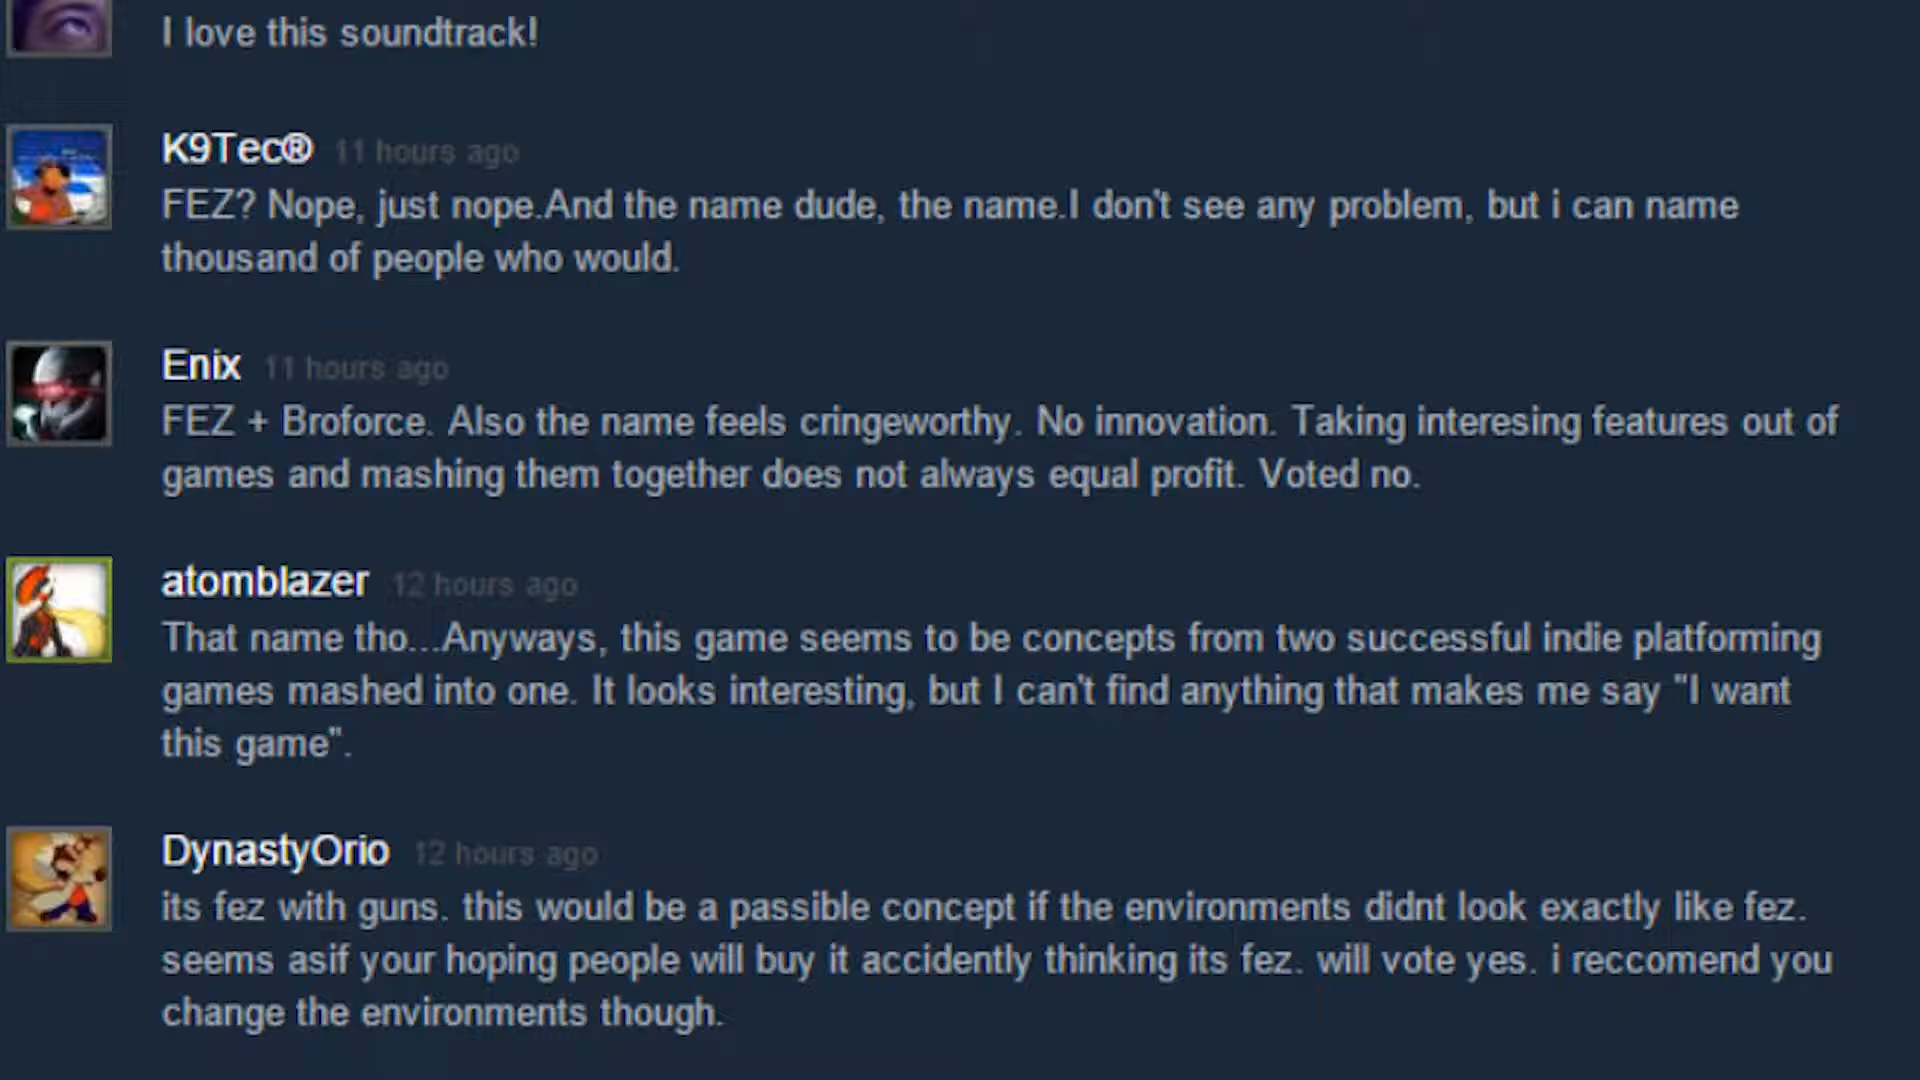 I love this soundtrack!
K9Tec® 11 hours ago
FEZ? Nope, just nope.And the name dude, the name.I don't see any problem, but i can name
thousand of people who would.
Enix 11 hours ago
FEZ + Broforce. Also the name feels cringeworthy. No innovation. Taking interesing features out of
games and mashing them together does not always equal profit. Voted no.
atomblazer 12 hours ago
That name tho...Anyways, this game seems to be concepts from two successful indie platforming
games mashed into one. It looks interesting, but I can't find anything that makes me say "I want
this game".
DynastyOrio 12 hours ago
its fez with guns. this would be a passible concept if the environments didnt look exactly like fez.
seems asif your hoping people will buy it accidently thinking its fez. will vote yes. i reccomend you
change the environments though.